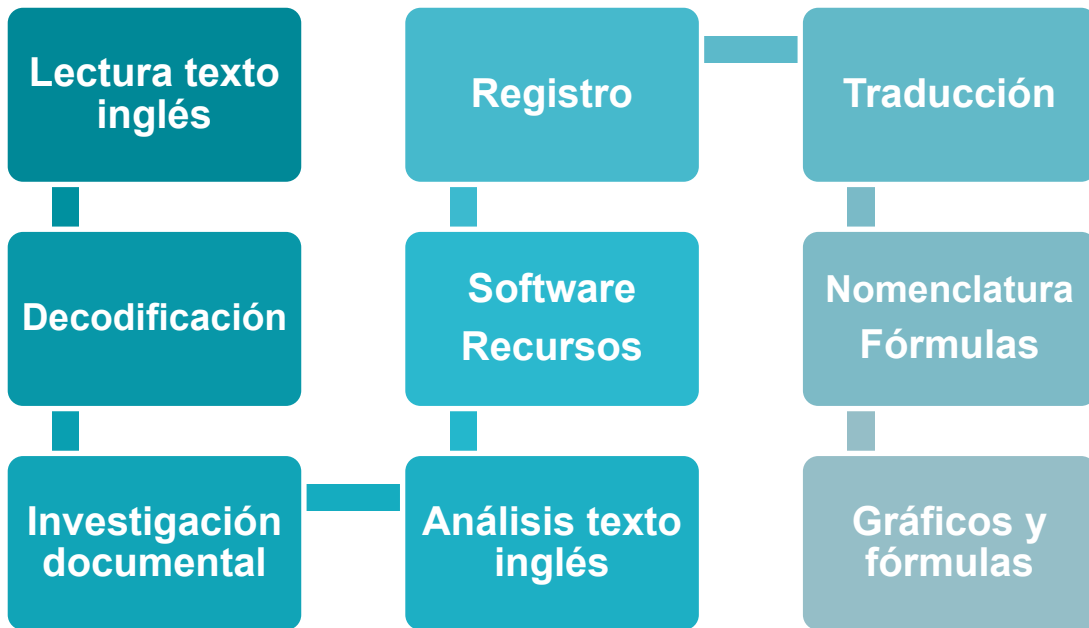 Lectura texto
inglés
Decodificación
Investigación
documental
Análisis texto
inglés
Software
Recursos
Registro
Traducción
Nomenclatura
Fórmulas
Gráficos y
fórmulas